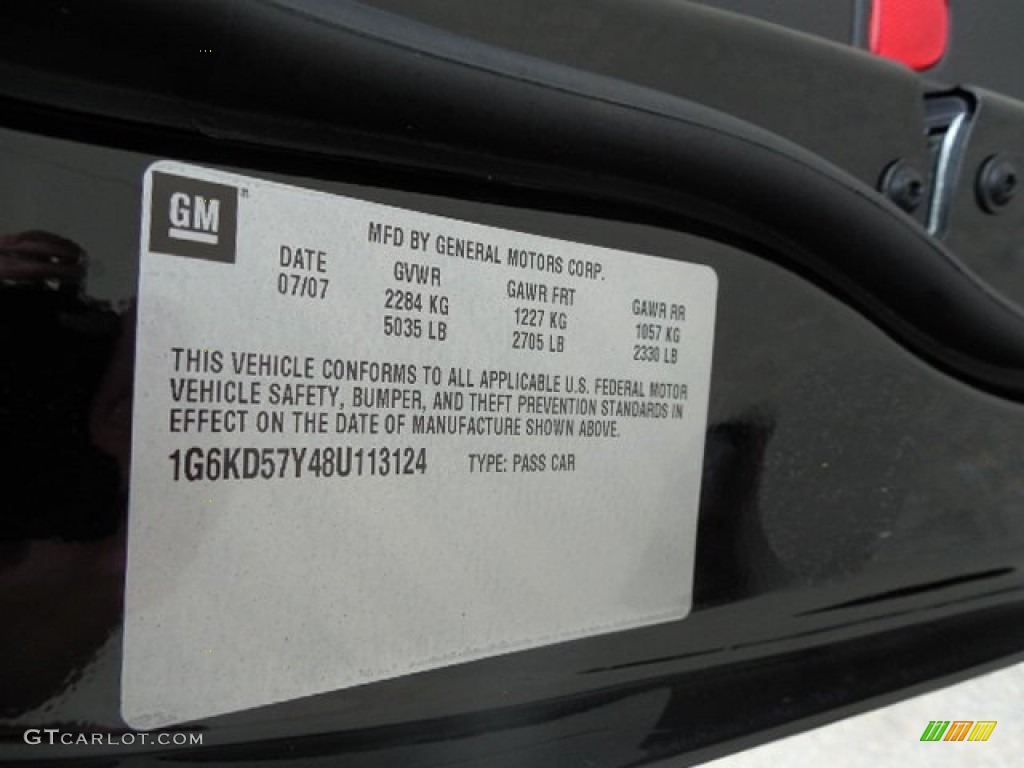 GM
MFD BY GENERAL MOTORS CORP.
DATE GVWR GAWR FRT GAWR RR
07/07 2284 KG 1227 KG 1057 KG
5035 LB 2705 LB 2330 LB
THIS VEHICLE CONFORMS TO ALL APPLICABLE U.S. FEDERAL MOTOR
VEHICLE SAFETY, BUMPER, AND THEFT PREVENTION STANDARDS IN
EFFECT ON THE DATE OF MANUFACTURE SHOWN ABOVE.
1G6KD57Y48U113124 TYPE: PASS CAR
GTCARLOT.COM